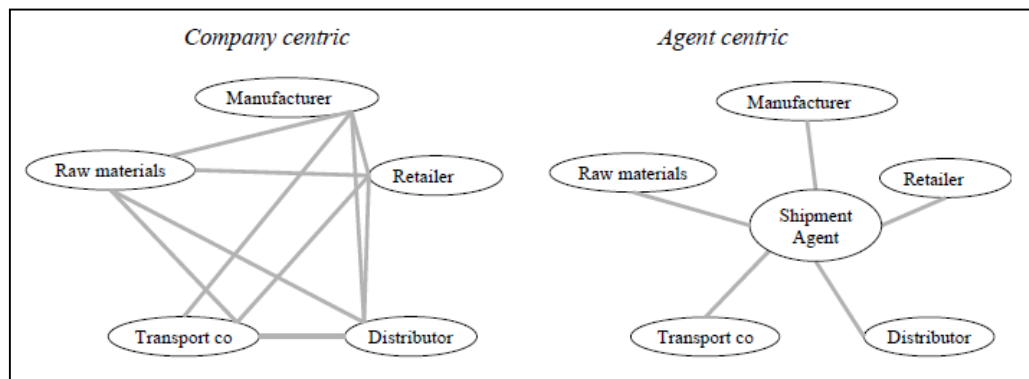 Company centric
Manufacturer
Raw materials
Retailer
Transport co
Distributor
Agent centric
Manufacturer
Raw materials
Retailer
Shipment
Agent
Transport co
Distributor